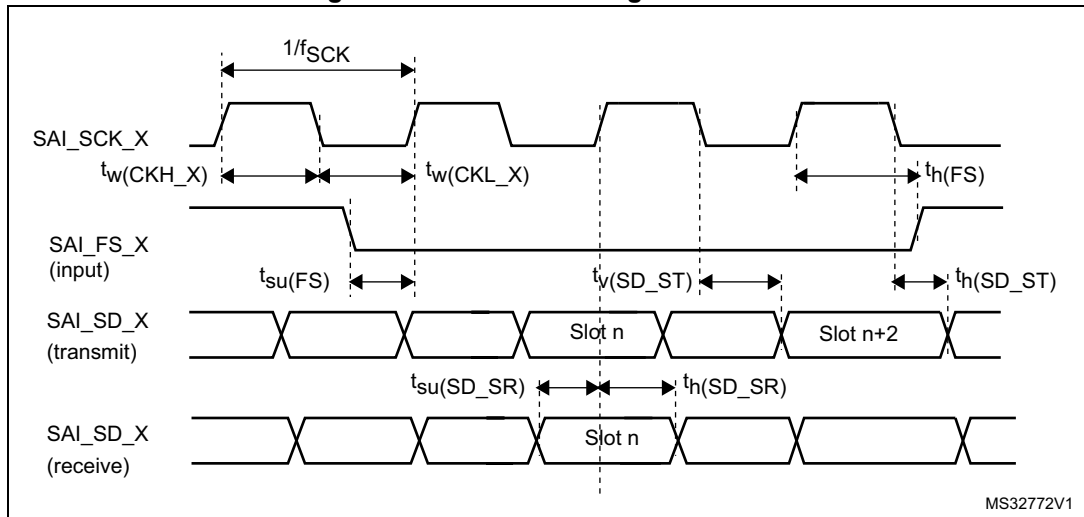 1/fSCK
SAI_SCK_X
tw(CKH_X)
tw(CKL_X)
th(FS)
SAI_FS_X
(input)
tsu(FS)
tv(SD_ST)
th(SD_ST)
SAI_SD_X
(transmit)
Slot n
Slot n+2
tsu(SD_SR)
th(SD_SR)
SAI_SD_X
(receive)
Slot n
MS32772V1